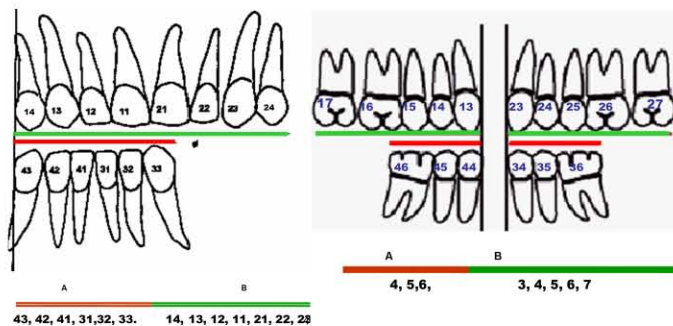 14 13 12 11 21 22 23 24
43 42 41 31 32 33
A B
43, 42, 41, 31,32, 33. 14, 13, 12, 11, 21, 22, 23
17 16 15 14 13 23 24 25 26 27
46 45 44 34 35 36
A B
4, 5,6, 3, 4, 5, 6, 7